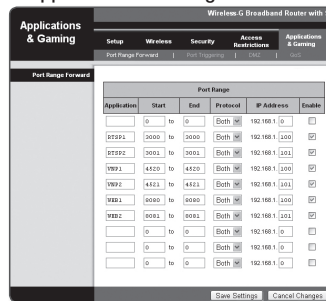 Wireless-G Broadband Router with
Applications
& Gaming
Setup Wireless Security Access Restrictions Applications & Gaming
Port Range Forward | Port Triggering | DMZ | QoS
Port Range Forward
Port Range
Application Start End Protocol IP Address Enable
0 to 0 Both 192.168.1. 0
RTSP1 3000 to 3000 Both 192.168.1. 100
RTSP2 3001 to 3001 Both 192.168.1. 101
VNP1 4520 to 4520 Both 192.168.1. 100
VNP2 4521 to 4521 Both 192.168.1. 101
WEB1 8080 to 8080 Both 192.168.1. 100
WEB2 8081 to 8081 Both 192.168.1. 101
0 to 0 Both 192.168.1. 0
0 to 0 Both 192.168.1. 0
0 to 0 Both 192.168.1. 0
Save Settings Cancel Changes